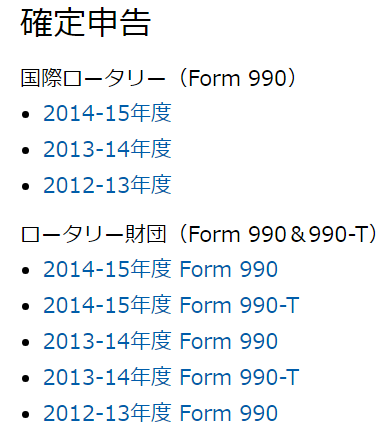 確定申告
国際ロータリー（Form 990）
• 2014-15年度
• 2013-14年度
• 2012-13年度
ロータリー財団（Form 990＆990-T）
• 2014-15年度 Form 990
• 2014-15年度 Form 990-T
• 2013-14年度 Form 990
• 2013-14年度 Form 990-T
• 2012-13年度 Form 990